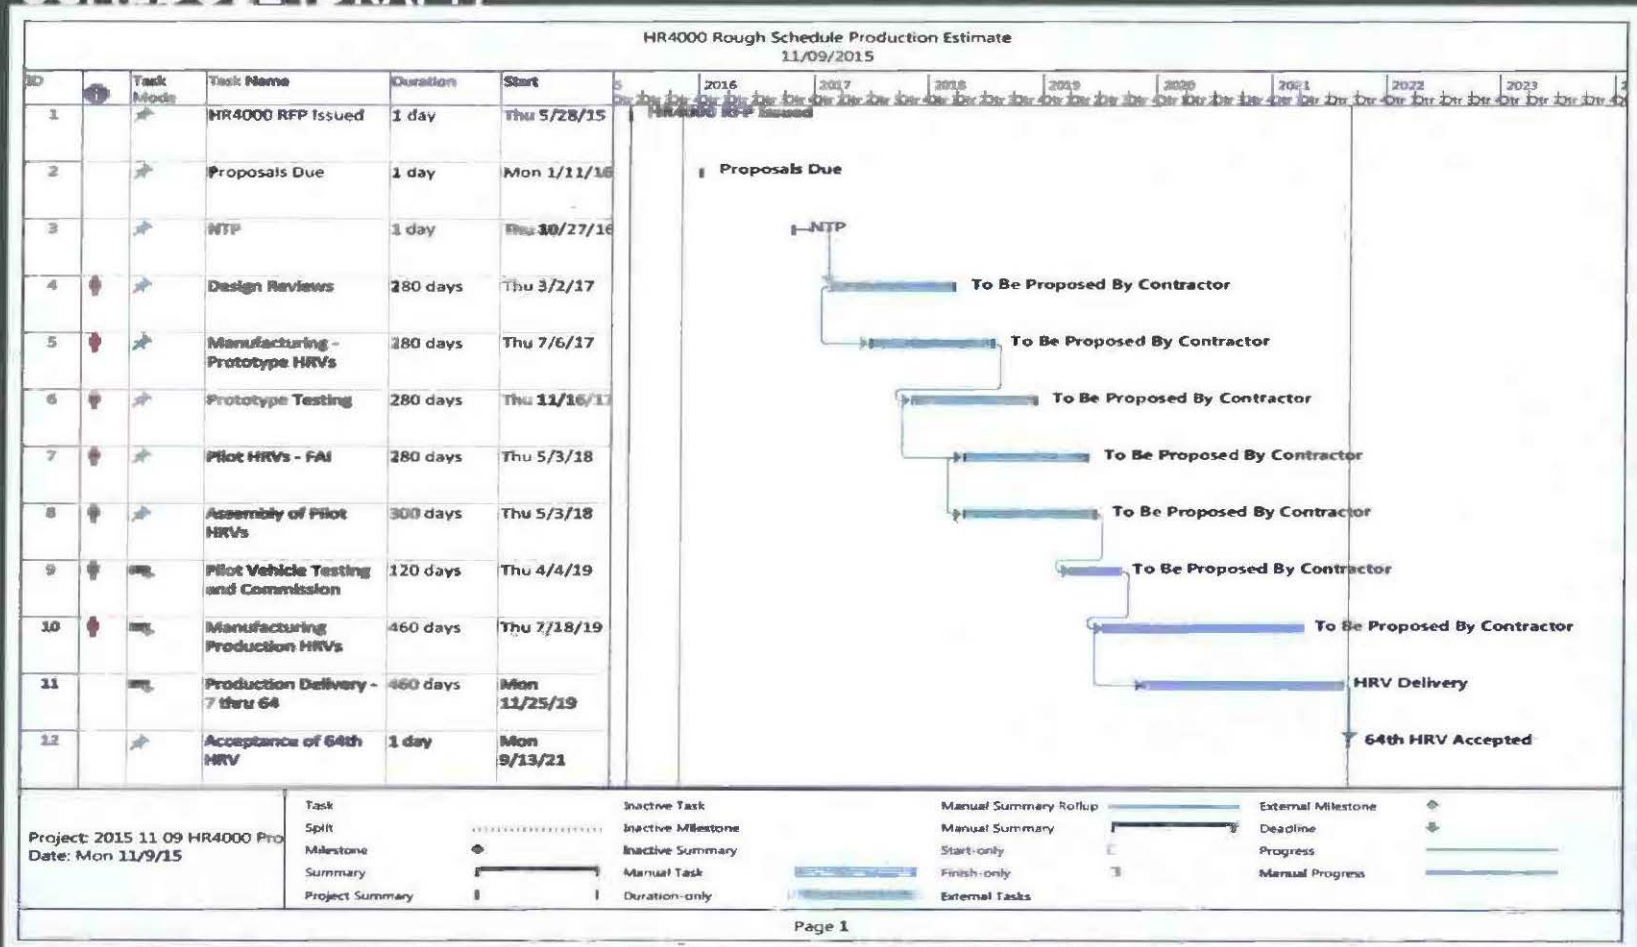 HR4000 Rough Schedule Production Estimate
11/09/2015
ID Task Mode Task Name Duration Start
2016 2017 2018 2019 2020 2021 2022 2023
1 HR4000 RFP Issued 1 day Thu 5/28/15 HR4000 RFP Issued
2 Proposals Due 1 day Mon 1/11/16 Proposals Due
3 NTP 1 day Thu 10/27/16 NTP
4 Design Reviews 280 days Thu 3/2/17 To Be Proposed By Contractor
5 Manufacturing - 280 days Thu 7/6/17 To Be Proposed By Contractor
Prototype HRVs
6 Prototype Testing 280 days Thu 11/16/17 To Be Proposed By Contractor
7 Pilot HRVs - FAI 280 days Thu 5/3/18 To Be Proposed By Contractor
8 Assembly of Pilot 300 days Thu 5/3/18 To Be Proposed By Contractor
HRVs
9 Pilot Vehicle Testing 120 days Thu 4/4/19 To Be Proposed By Contractor
and Commission
10 Manufacturing 460 days Thu 7/18/19 To Be Proposed By Contractor
Production HRVs
11 Production Delivery - 460 days Mon HRV Delivery
7 thru 64 11/25/19
12 Acceptance of 64th 1 day Mon 64th HRV Accepted
HRV 9/13/21
Project: 2015 11 09 HR4000 Pro
Date: Mon 11/9/15
Task Inactive Task Manual Summary Rollup External Milestone
Split Inactive Milestone Manual Summary Deadline
Milestone Inactive Summary Start-only Progress
Summary Manual Task Finish-only Manual Progress
Project Summary Duration-only External Tasks
Page 1